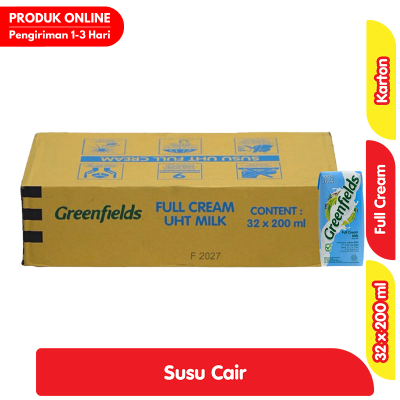 PRODUK ONLINE
Pengiriman 1-3 Hari
Karton
Full Cream
32 x 200 ml
SUSU UHT FULL CREAM
Greenfields
FULL CREAM
UHT MILK
CONTENT :
32 x 200 ml
F 2027
Greenfields
Full Cream
Milk
Susu Cair